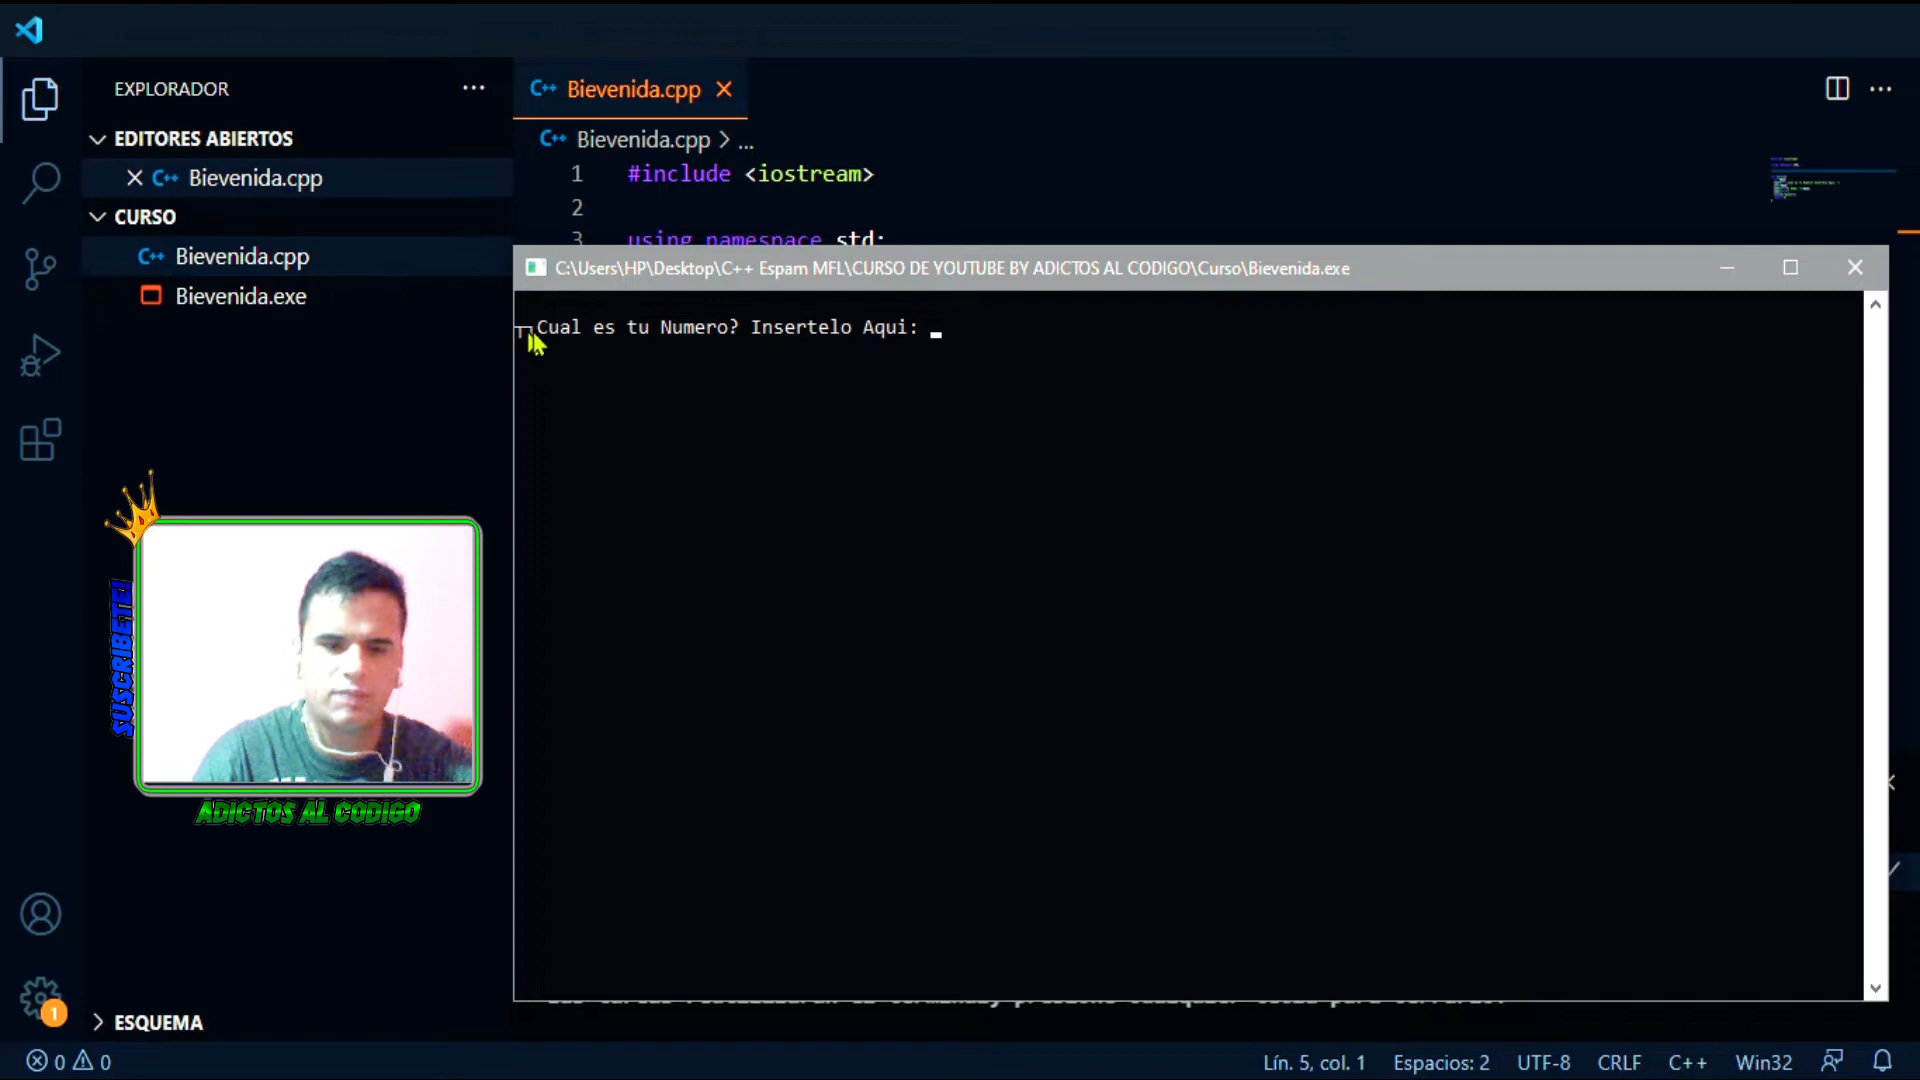 EXPLORADOR
···
EDITORES ABIERTOS
C++ Bievenida.cpp
CURSO
C++ Bievenida.cpp
Bievenida.exe
C++ Bievenida.cpp
C++ Bievenida.cpp > ...
1 #include <iostream>
2
3 using namespace std;
C:\Users\HP\Desktop\C++ Espam MFL\CURSO DE YOUTUBE BY ADICTOS AL CODIGO\Curso\Bievenida.exe
┬┐Cual es tu Numero? Insertelo Aqui:
SUSCRIBETE!
ADICTOS AL CODIGO
1
ESQUEMA
0 0
Lín. 5, col. 1 Espacios: 2 UTF-8 CRLF C++ Win32